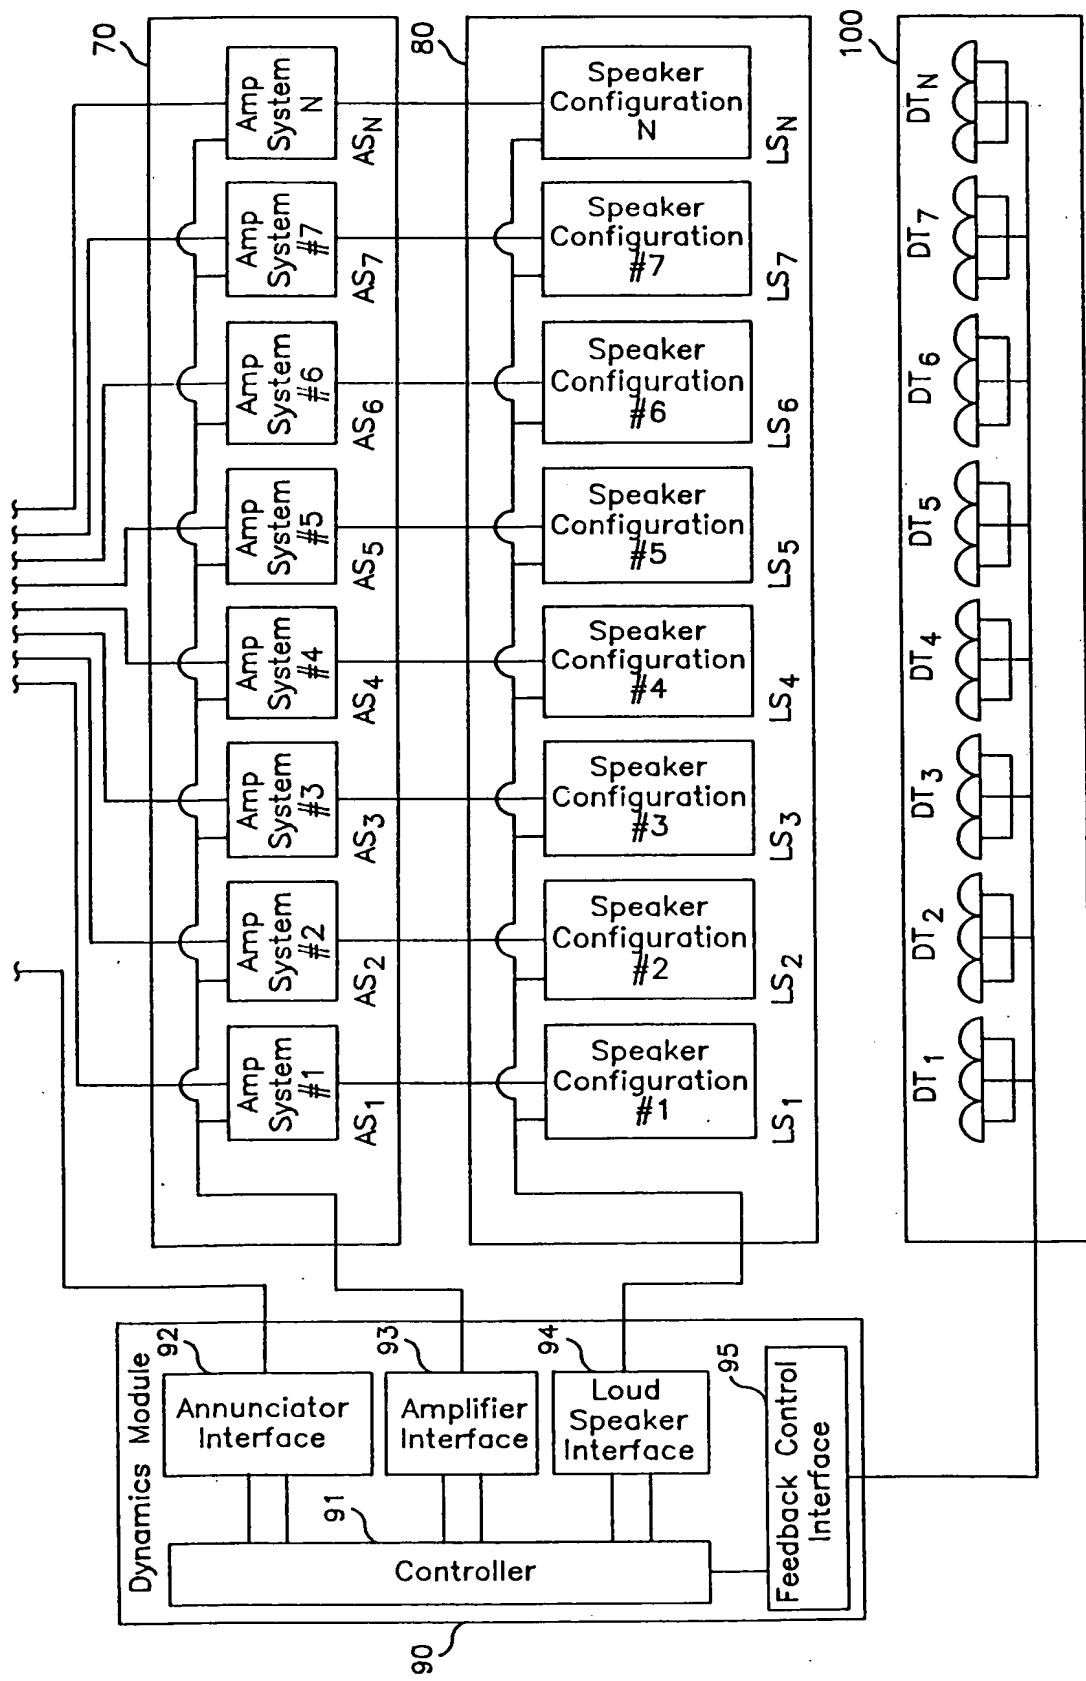 70
Amp
System
#1
AS1
Amp
System
#2
AS2
Amp
System
#3
AS3
Amp
System
#4
AS4
Amp
System
#5
AS5
Amp
System
#6
AS6
Amp
System
#7
AS7
Amp
System
N
ASN
80
Speaker
Configuration
#1
LS1
Speaker
Configuration
#2
LS2
Speaker
Configuration
#3
LS3
Speaker
Configuration
#4
LS4
Speaker
Configuration
#5
LS5
Speaker
Configuration
#6
LS6
Speaker
Configuration
#7
LS7
Speaker
Configuration
N
LSN
100
DT1
DT2
DT3
DT4
DT5
DT6
DT7
DTN
Dynamics Module
92
Annunciator
Interface
93
Amplifier
Interface
94
Loud
Speaker
Interface
95
Feedback Control
Interface
91
Controller
90